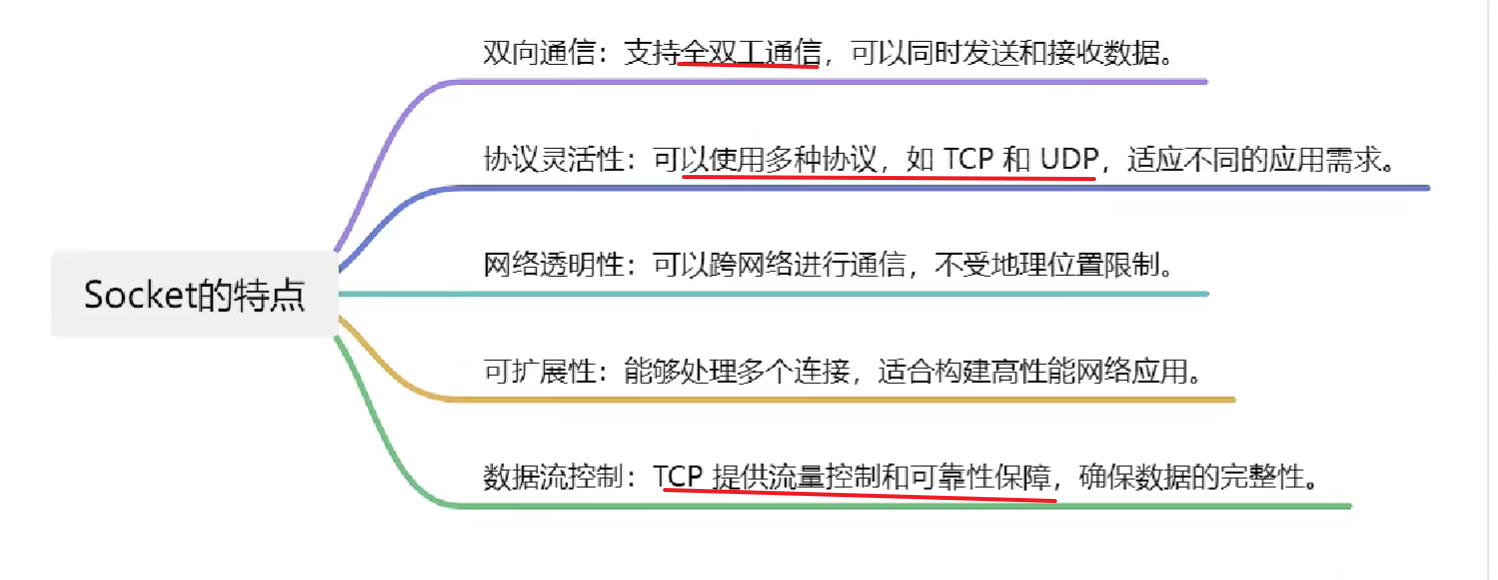 双向通信：支持全双工通信，可以同时发送和接收数据。
协议灵活性：可以使用多种协议，如 TCP 和 UDP，适应不同的应用需求。
网络透明性：可以跨网络进行通信，不受地理位置限制。
Socket的特点
可扩展性：能够处理多个连接，适合构建高性能网络应用。
数据流控制：TCP 提供流量控制和可靠性保障，确保数据的完整性。